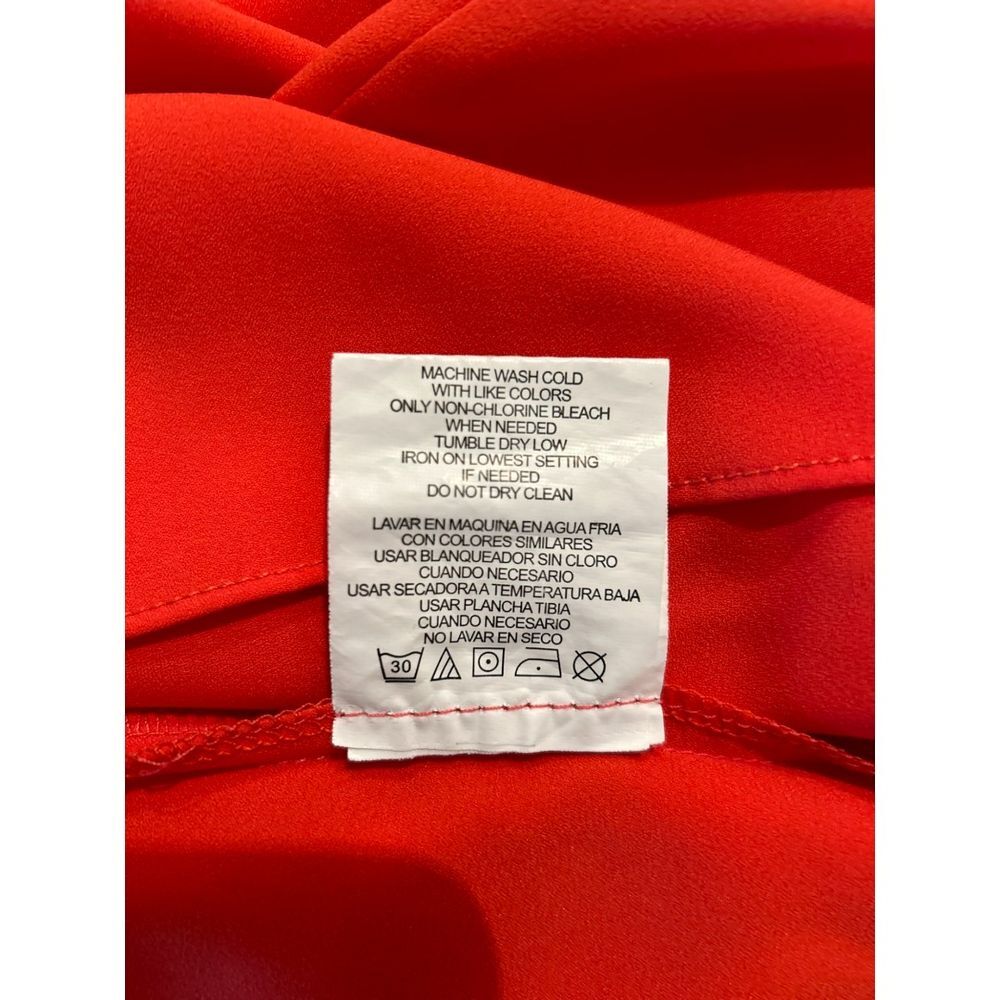 MACHINE WASH COLD
WITH LIKE COLORS
ONLY NON-CHLORINE BLEACH
WHEN NEEDED
TUMBLE DRY LOW
IRON ON LOWEST SETTING
IF NEEDED
DO NOT DRY CLEAN
LAVAR EN MAQUINA EN AGUA FRIA
CON COLORES SIMILARES
USAR BLANQUEADOR SIN CLORO
CUANDO NECESARIO
USAR SECADORA A TEMPERATURA BAJA
USAR PLANCHA TIBIA
CUANDO NECESARIO
NO LAVAR EN SECO
30